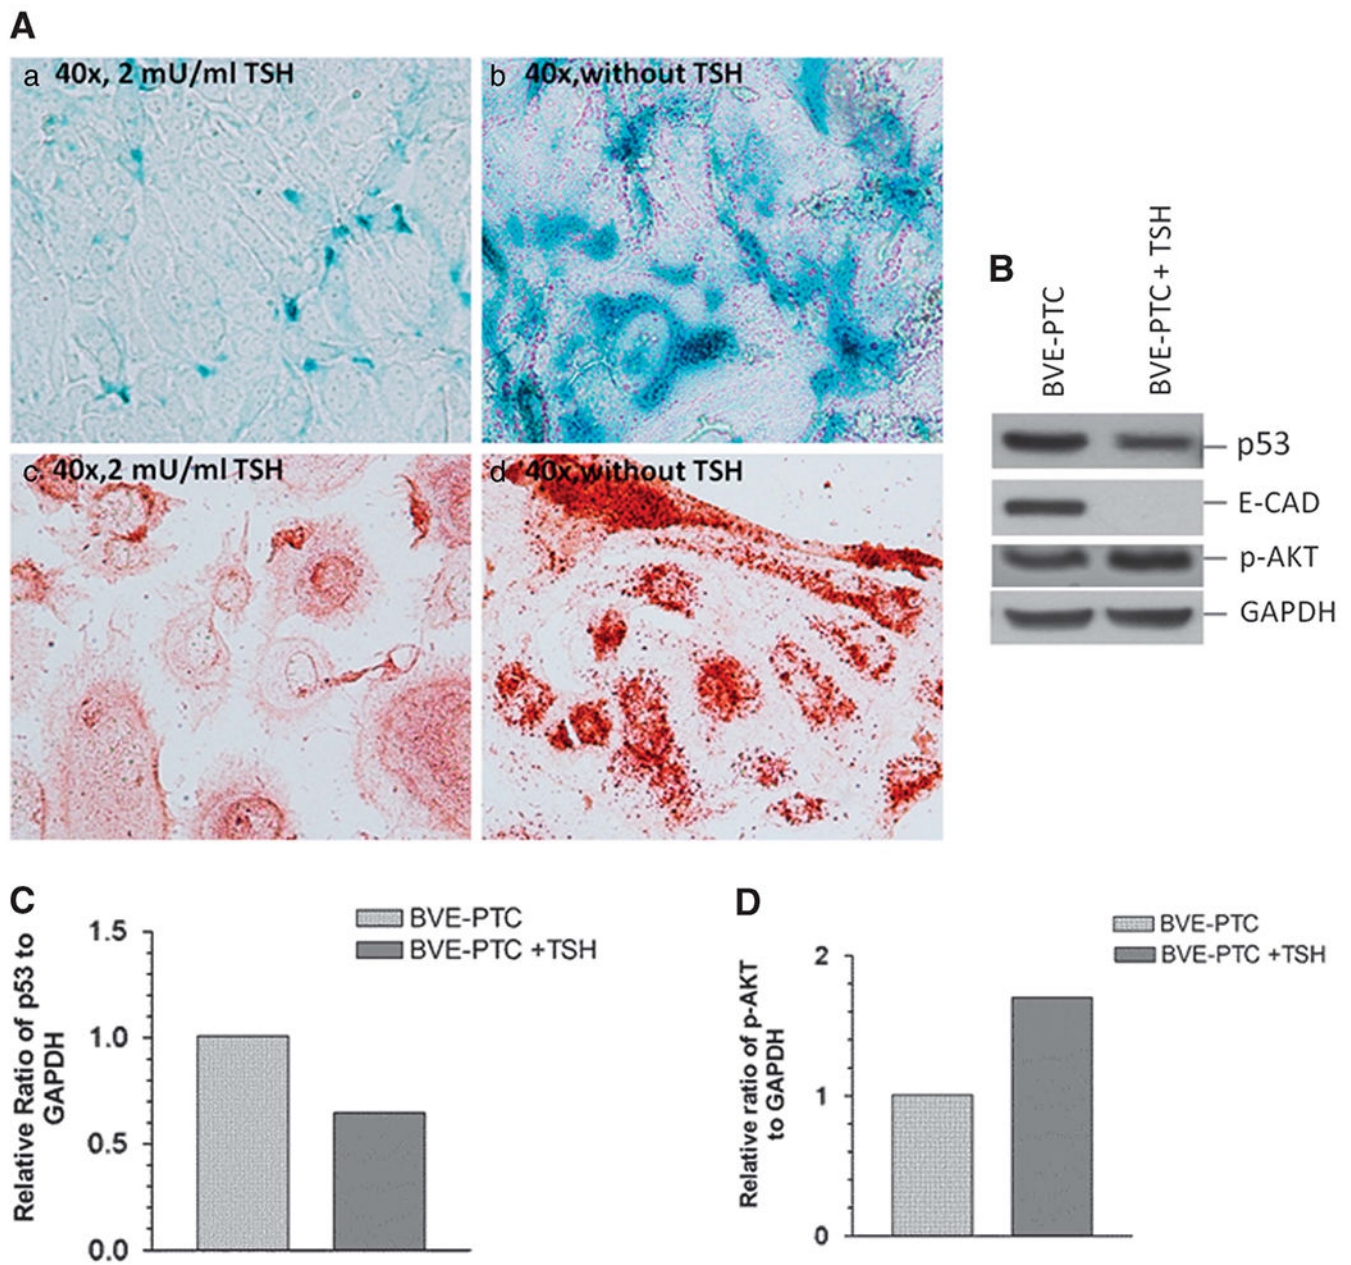 A
a 40x, 2 mU/ml TSH
b 40x,without TSH
c. 40x,2 mU/ml TSH
d 40x,without TSH
B
BVE-PTC
BVE-PTC + TSH
p53
E-CAD
p-AKT
GAPDH
C
BVE-PTC
BVE-PTC +TSH
Relative Ratio of p53 to
GAPDH
1.5
1.0
0.5
0.0
D
BVE-PTC
BVE-PTC +TSH
Relative ratio of p-AKT
to GAPDH
2
1
0